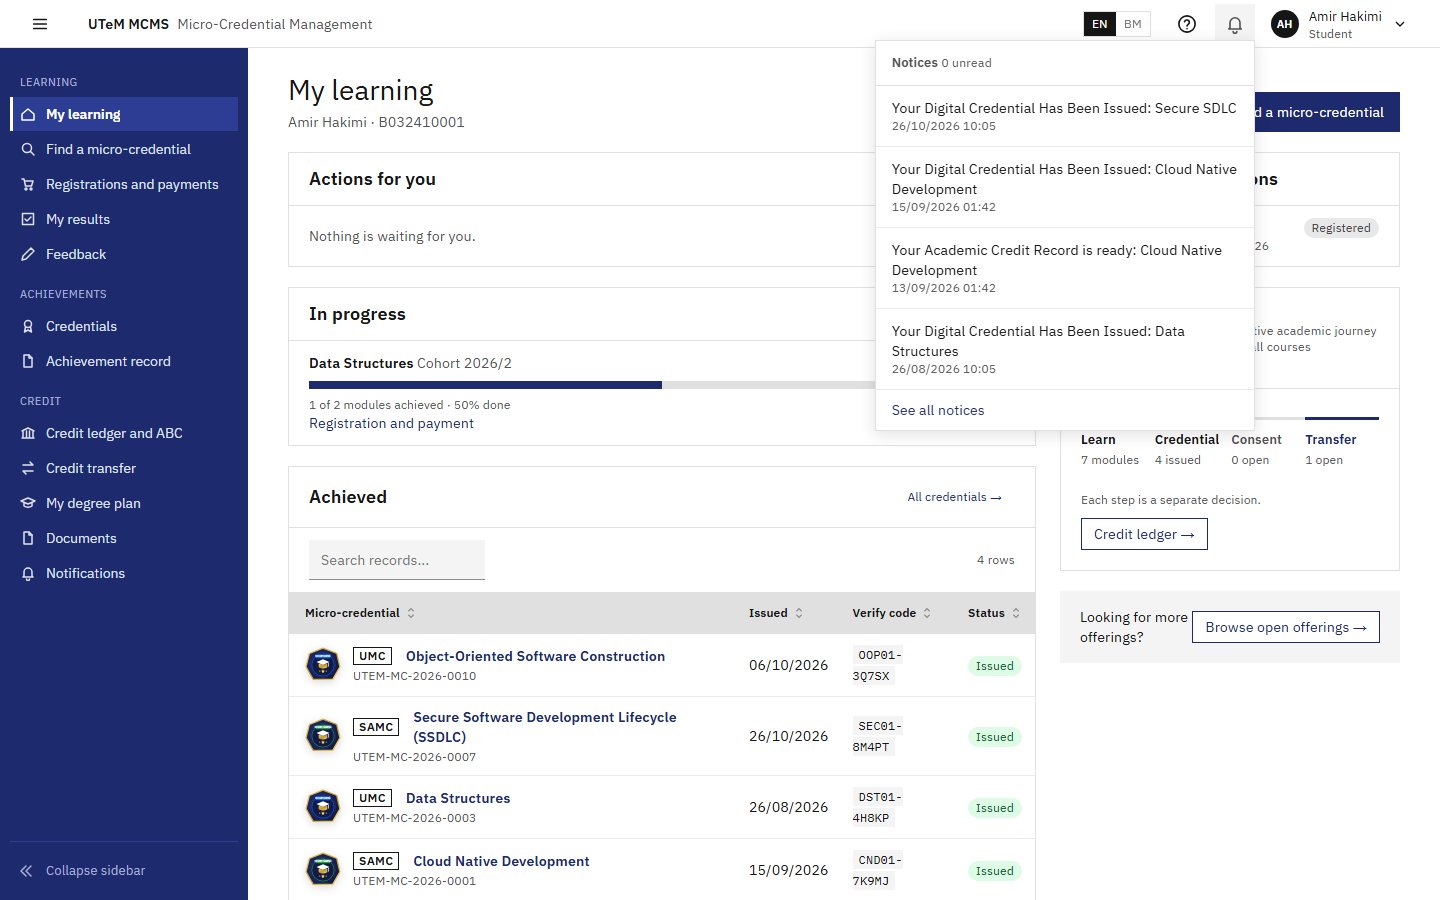 UTeM MCMS Micro-Credential Management
EN BM
AH
Amir Hakimi
Student
LEARNING
My learning
Find a micro-credential
Registrations and payments
My results
Feedback
ACHIEVEMENTS
Credentials
Achievement record
CREDIT
Credit ledger and ABC
Credit transfer
My degree plan
Documents
Notifications
Collapse sidebar
My learning
Amir Hakimi · B032410001
d a micro-credential
Actions for you
Nothing is waiting for you.
In progress
Data Structures Cohort 2026/2
1 of 2 modules achieved · 50% done
Registration and payment
Notices 0 unread
Your Digital Credential Has Been Issued: Secure SDLC
26/10/2026 10:05
Your Digital Credential Has Been Issued: Cloud Native
Development
15/09/2026 01:42
Your Academic Credit Record is ready: Cloud Native
Development
13/09/2026 01:42
Your Digital Credential Has Been Issued: Data
Structures
26/08/2026 10:05
See all notices
ons
Registered
26
tive academic journey
ll courses
Learn Credential Consent Transfer
7 modules 4 issued 0 open 1 open
Each step is a separate decision.
Credit ledger →
Looking for more
offerings?
Browse open offerings →
Achieved
All credentials →
Search records...
4 rows
Micro-credential Issued Verify code Status
UMC Object-Oriented Software Construction
UTEM-MC-2026-0010
06/10/2026
OOP01-
3Q7SX
Issued
SAMC Secure Software Development Lifecycle
(SSDLC)
UTEM-MC-2026-0007
26/10/2026
SEC01-
8M4PT
Issued
UMC Data Structures
UTEM-MC-2026-0003
26/08/2026
DST01-
4H8KP
Issued
SAMC Cloud Native Development
UTEM-MC-2026-0001
15/09/2026
CND01-
7K9MJ
Issued